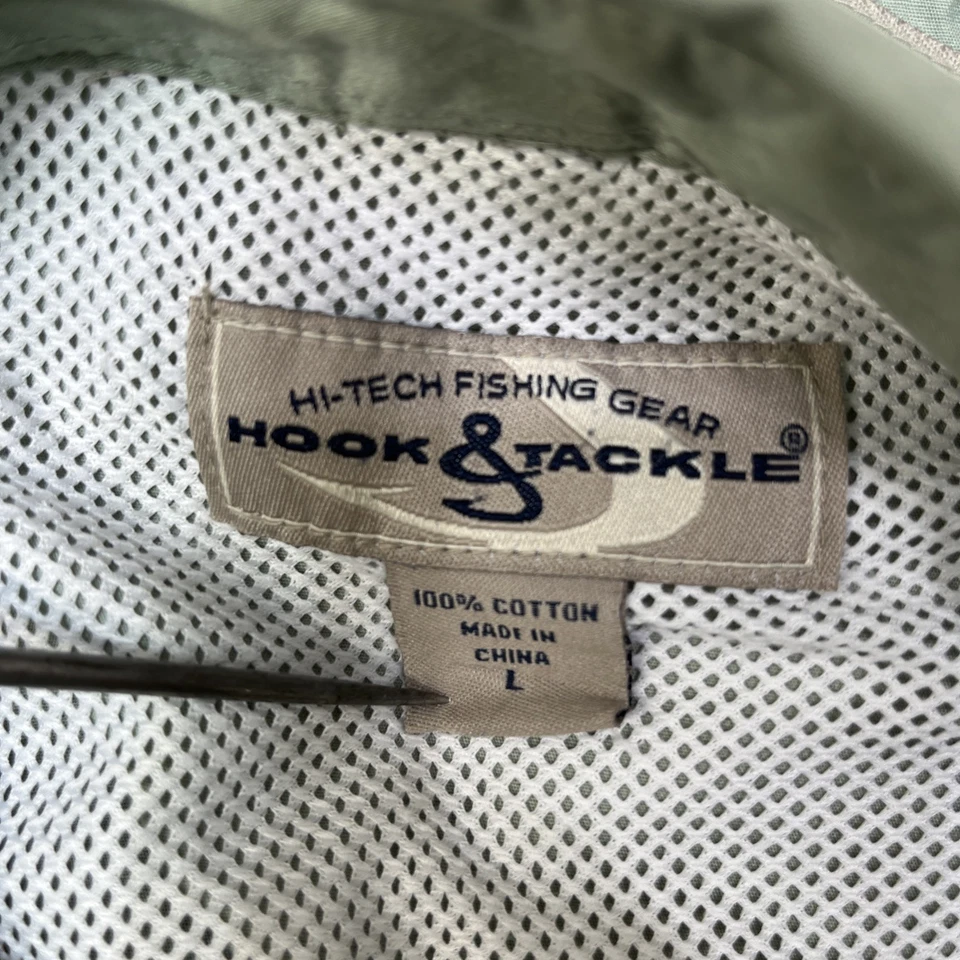 HI-TECH FISHING GEAR
HOOK & TACKLE®
100% COTTON
MADE IN
CHINA
L